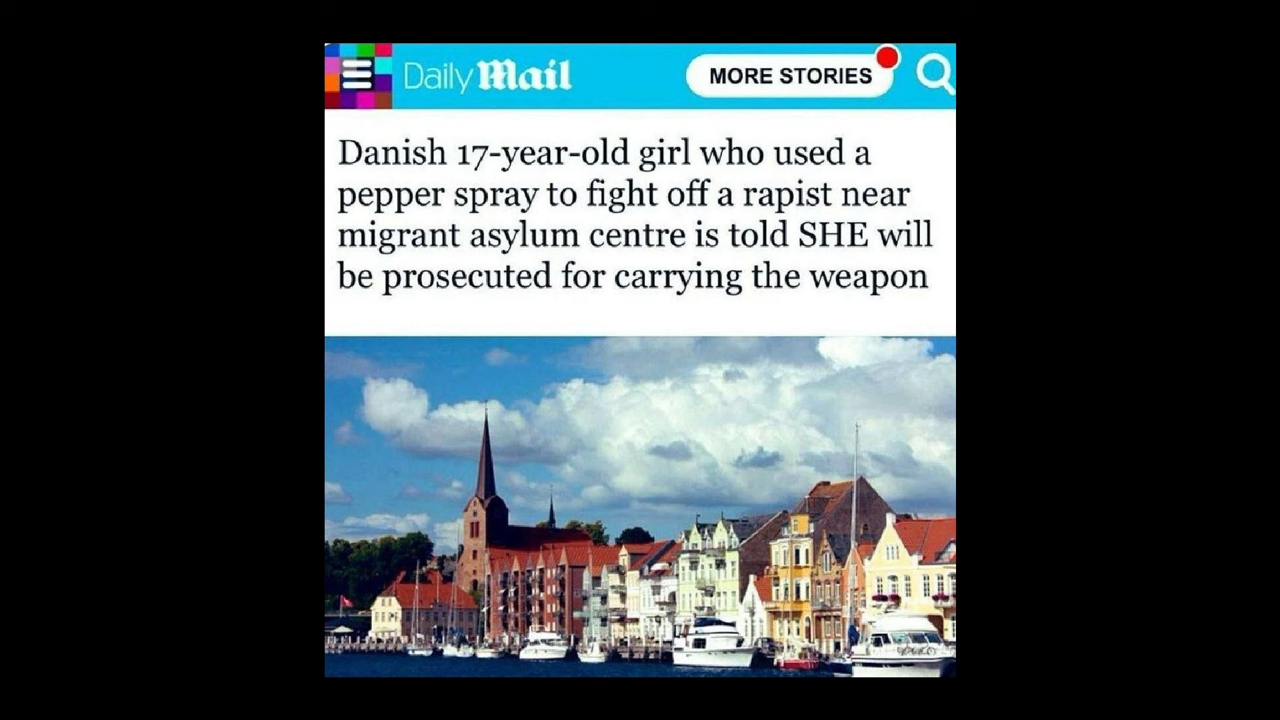 Daily Mail
MORE STORIES
Danish 17-year-old girl who used a
pepper spray to fight off a rapist near
migrant asylum centre is told SHE will
be prosecuted for carrying the weapon